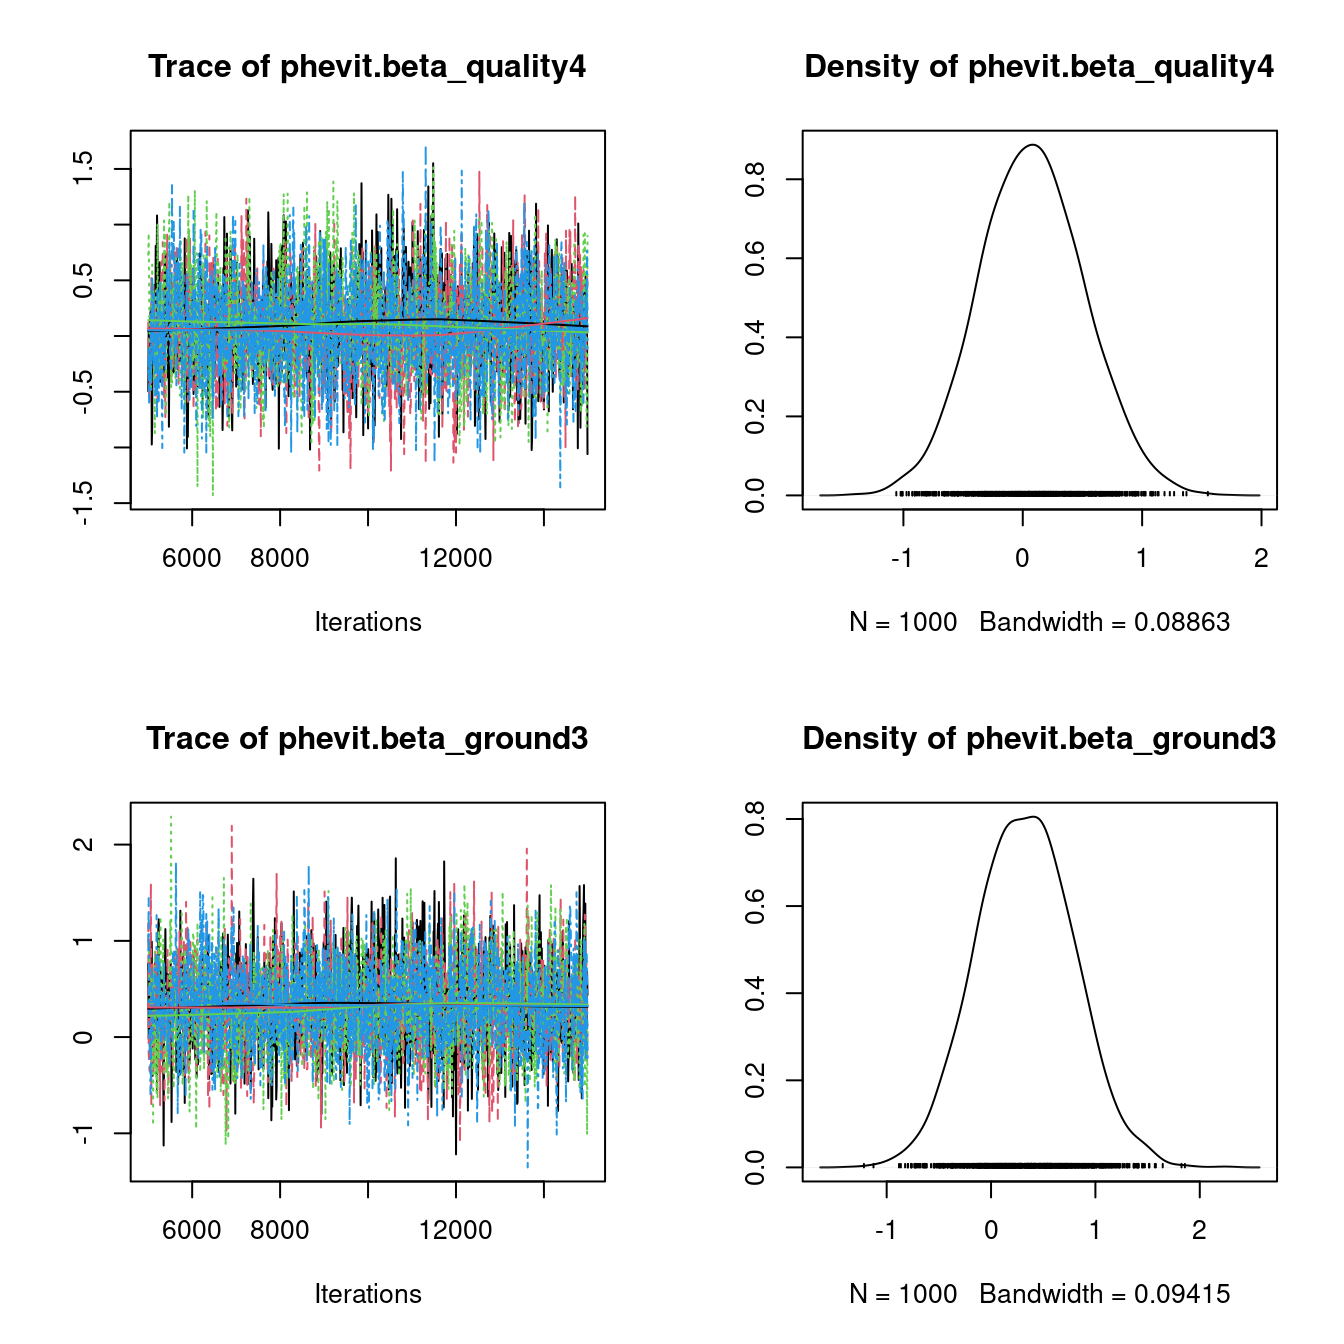 Trace of phevit.beta_quality4
1.5
0.5
-0.5
-1.5
6000 8000 12000
Iterations
Density of phevit.beta_quality4
0.8
0.6
0.4
0.2
0.0
-1 0 1 2
N = 1000 Bandwidth = 0.08863
Trace of phevit.beta_ground3
2
1
0
-1
6000 8000 12000
Iterations
Density of phevit.beta_ground3
0.8
0.6
0.4
0.2
0.0
-1 0 1 2
N = 1000 Bandwidth = 0.09415